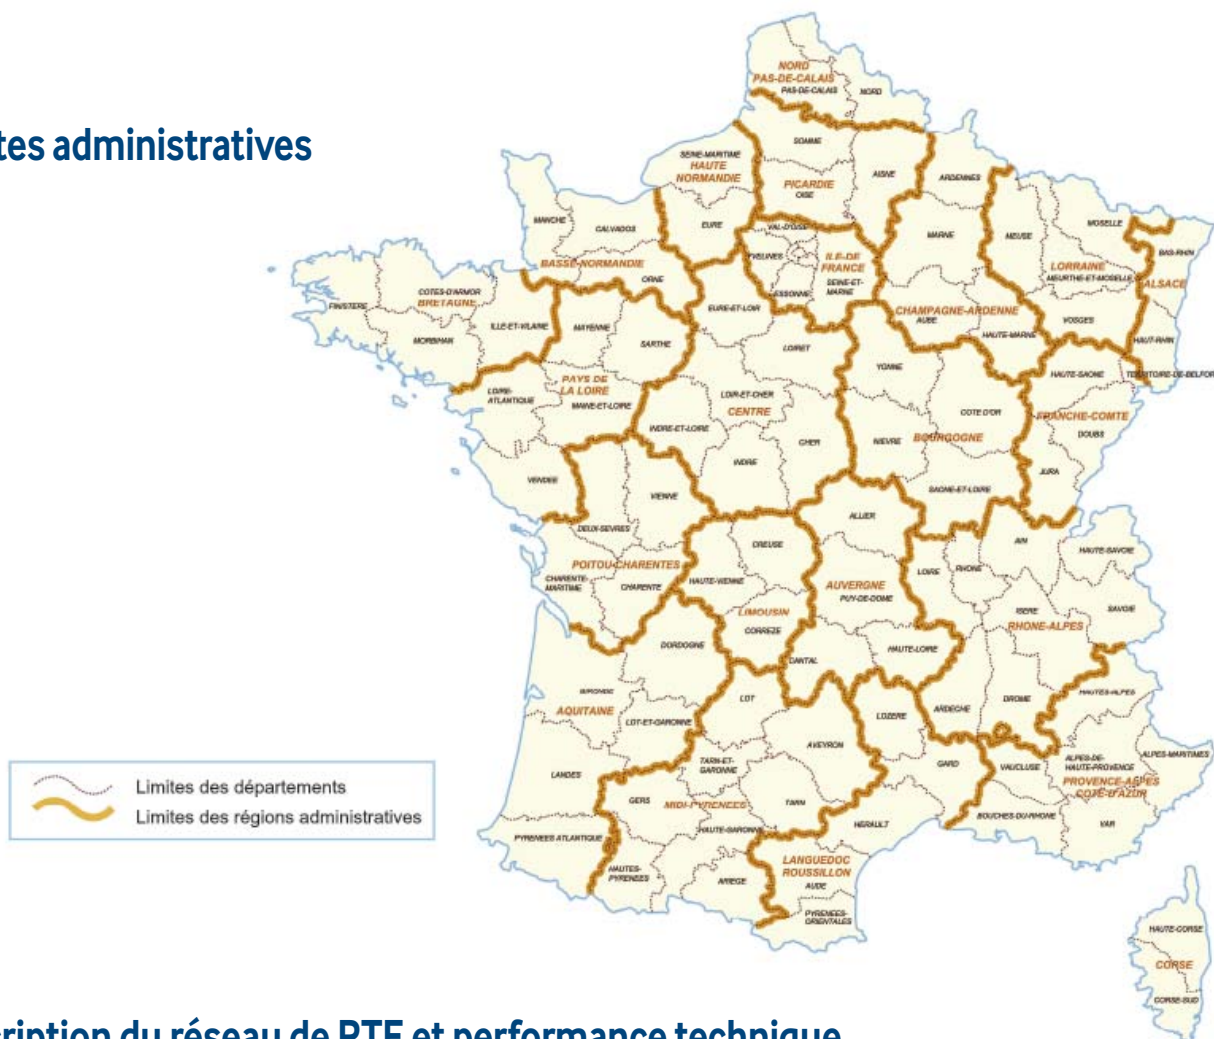 tes administratives
NORD
PAS-DE-CALAIS
PAS-DE-CALAIS
NORD
SOMME
SEINE-MARITIME
HAUTE
NORMANDIE
PICARDIE
OISE
AISNE
ARDENNES
MANCHE
CALVADOS
EURE
VAL-D'OISE
YVELINES
ILE-DE
FRANCE
SEINE-ET-
MARNE
ESSONNE
MARNE
MEUSE
MOSELLE
BAS-RHIN
LORRAINE
MEURTHE-ET-MOSELLE
ALSACE
BASSE-NORMANDIE
ORNE
FINISTERE
COTES-D'ARMOR
BRETAGNE
ILLE-ET-VILAINE
MORBIHAN
MAYENNE
SARTHE
EURE-ET-LOIR
LOIRET
CHAMPAGNE-ARDENNE
AUBE
HAUTE-MARNE
VOSGES
HAUT-RHIN
YONNE
HAUTE-SAONE
TERRITOIRE-DE-BELFOR
LOIRE-
ATLANTIQUE
PAYS DE
LA LOIRE
MAINE-ET-LOIRE
LOIR-ET-CHER
CENTRE
INDRE-ET-LOIRE
CHER
INDRE
COTE D'OR
NIEVRE
BOURGOGNE
FRANCHE-COMTE
DOUBS
JURA
SAONE-ET-LOIRE
VENDEE
VIENNE
DEUX-SEVRES
POITOU-CHARENTES
CHARENTE-
MARITIME
CHARENTE
HAUTE-VIENNE
CREUSE
ALLIER
AUVERGNE
PUY-DE-DOME
LOIRE
RHONE
AIN
HAUTE-SAVOIE
SAVOIE
ISERE
RHONE-ALPES
LIMOUSIN
CORREZE
DORDOGNE
CANTAL
HAUTE-LOIRE
GIRONDE
AQUITAINE
LOT-ET-GARONNE
LOT
AVEYRON
LOZERE
ARDECHE
DROME
HAUTES-ALPES
LANDES
TARN-ET-
GARONNE
GERS
MIDI-PYRENEES
TARN
GARD
VAUCLUSE
ALPES-DE-
HAUTE-PROVENCE
ALPES-MARITIMES
PROVENCE-ALPES
COTE-D'AZUR
BOUCHES-DU-RHONE
VAR
PYRENEES ATLANTIQUE
HAUTES-
PYRENEES
HAUTE-GARONNE
ARIEGE
HERAULT
LANGUEDOC
ROUSSILLON
AUDE
PYRENEES-
ORIENTALES
HAUTE-CORSE
CORSE
CORSE-SUD
Limites des départements
Limites des régions administratives
cription du réseau de RTE et performance technique